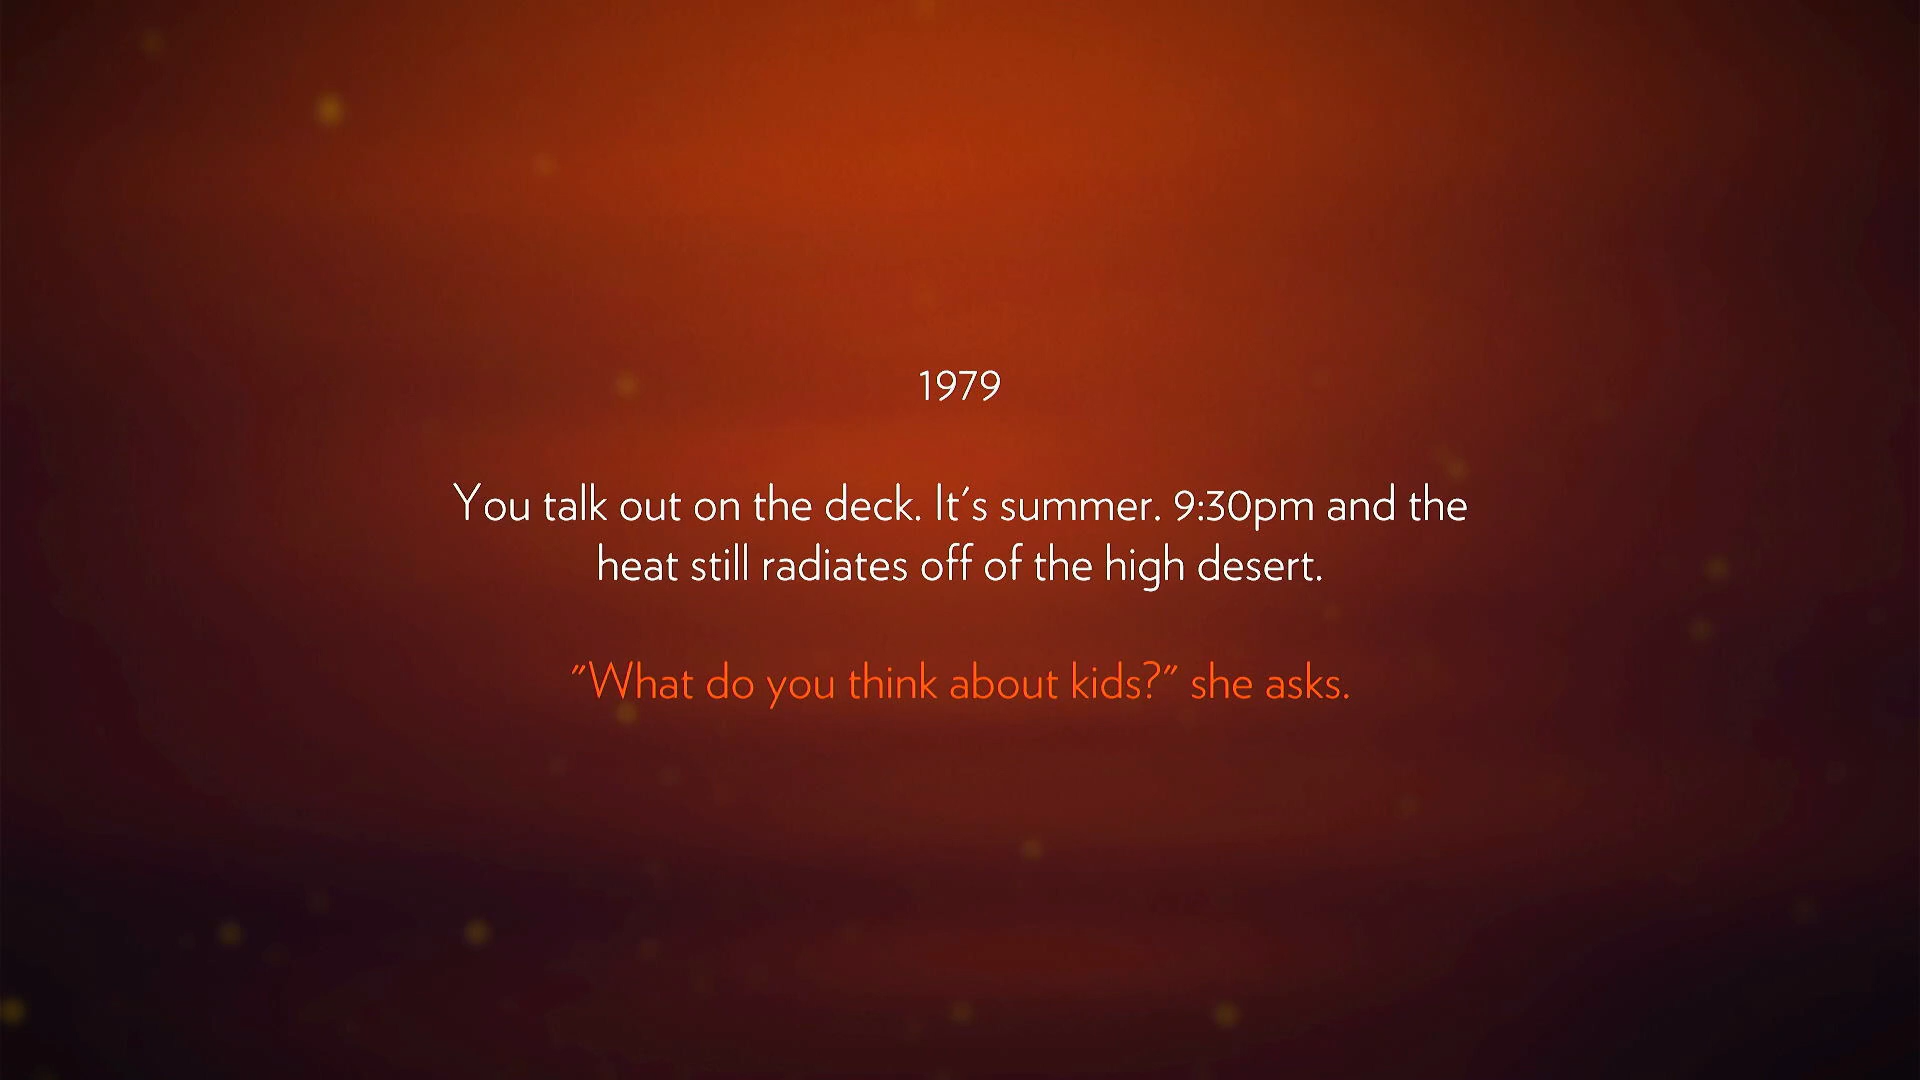 1979
You talk out on the deck. It's summer. 9:30pm and the
heat still radiates off of the high desert.
"What do you think about kids?" she asks.